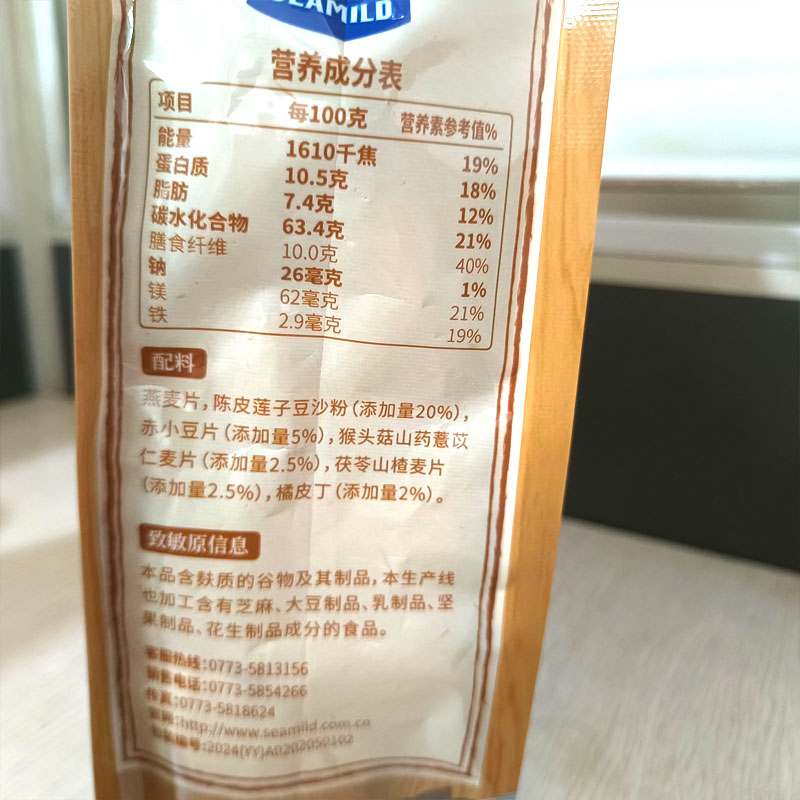 SEAMILD
营养成分表
项目 每100克 营养素参考值%
能量 1610千焦 19%
蛋白质 10.5克 18%
脂肪 7.4克 12%
碳水化合物 63.4克 21%
膳食纤维 10.0克 40%
钠 26毫克 1%
镁 62毫克 21%
铁 2.9毫克 19%
配料
燕麦片，陈皮莲子豆沙粉（添加量20%），
赤小豆片（添加量5%），猴头菇山药薏苡
仁麦片（添加量2.5%），茯苓山楂麦片
（添加量2.5%），橘皮丁（添加量2%）。
致敏原信息
本品含麸质的谷物及其制品，本生产线
也加工含有芝麻、大豆制品、乳制品、坚
果制品、花生制品成分的食品。
客服热线：0773-5813156
销售电话：0773-5854266
传真：0773-5818624
官网：http://www.seamild.com.cn
包装编号：2024(YY)A0202050102